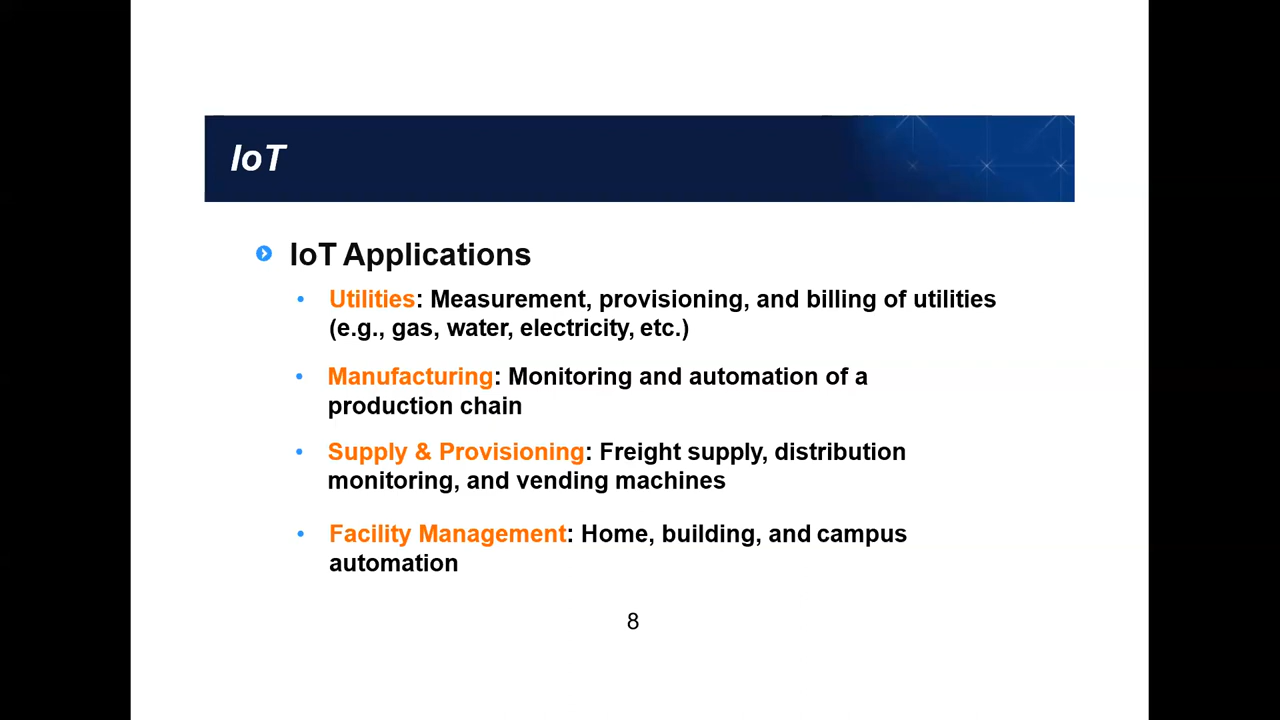 IoT
IoT Applications
• Utilities: Measurement, provisioning, and billing of utilities
(e.g., gas, water, electricity, etc.)
• Manufacturing: Monitoring and automation of a
production chain
• Supply & Provisioning: Freight supply, distribution
monitoring, and vending machines
• Facility Management: Home, building, and campus
automation
8